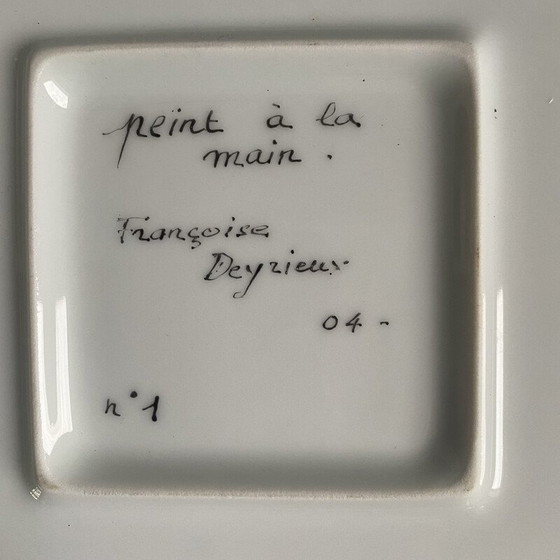 peint à la
main.
Françoise
Deyrieux
04-
n°1